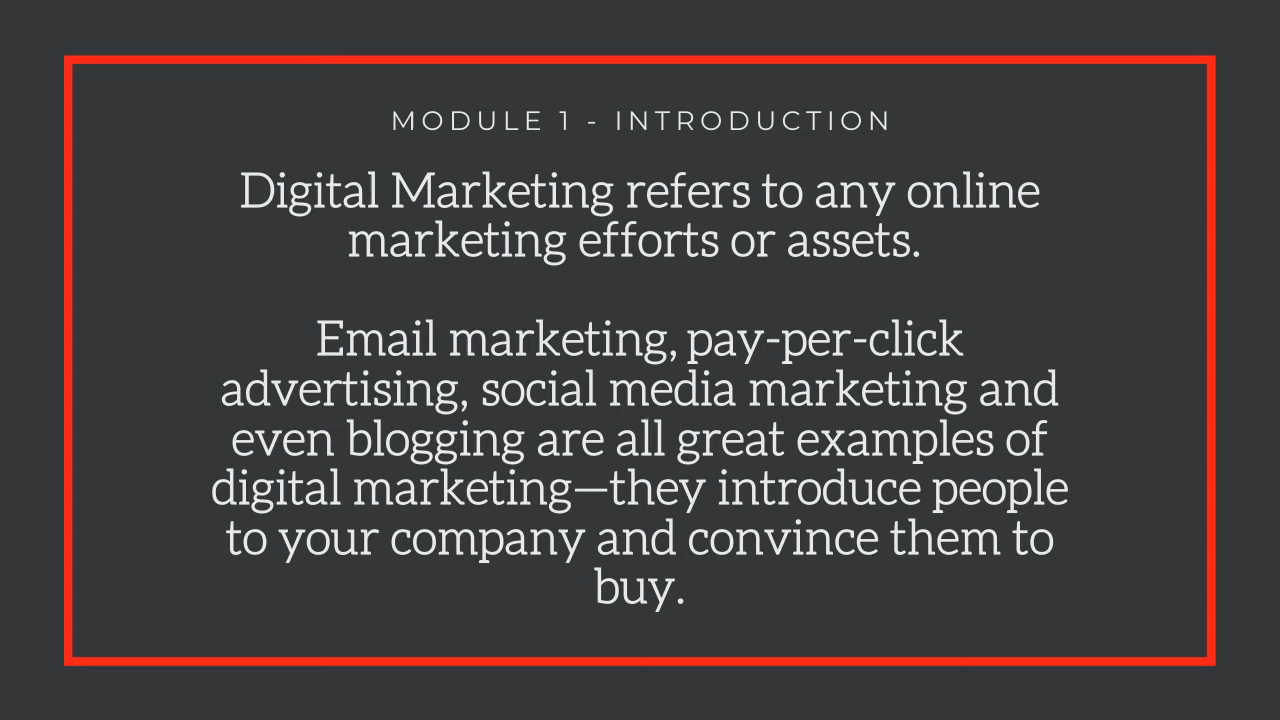 MODULE 1 - INTRODUCTION
Digital Marketing refers to any online
marketing efforts or assets.
Email marketing, pay-per-click
advertising, social media marketing and
even blogging are all great examples of
digital marketing—they introduce people
to your company and convince them to
buy.